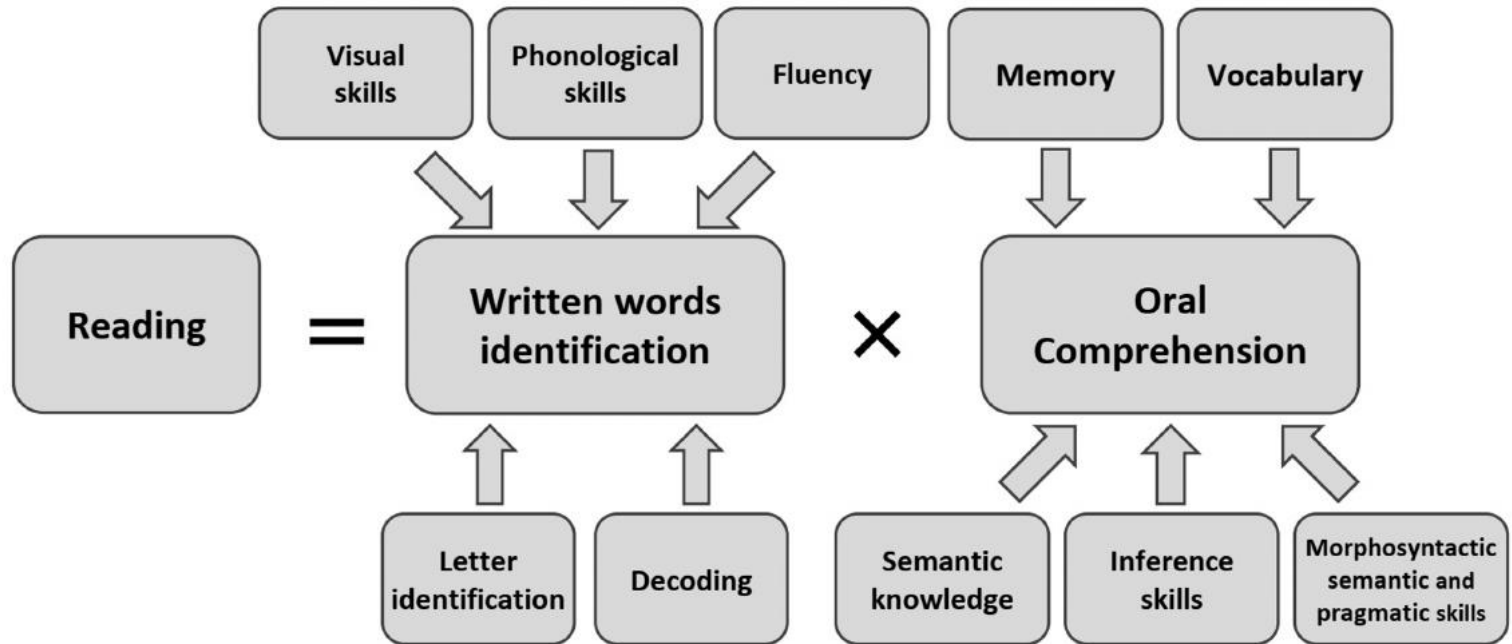 Visual
skills
Phonological
skills
Fluency
Memory
Vocabulary
Reading
=
Written words
identification
×
Oral
Comprehension
Letter
identification
Decoding
Semantic
knowledge
Inference
skills
Morphosyntactic
semantic and
pragmatic skills